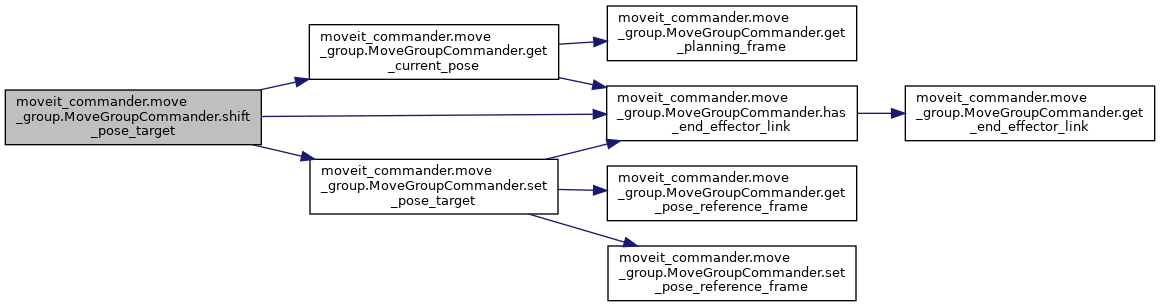 moveit_commander.move
_group.MoveGroupCommander.shift
_pose_target
moveit_commander.move
_group.MoveGroupCommander.get
_current_pose
moveit_commander.move
_group.MoveGroupCommander.set
_pose_target
moveit_commander.move
_group.MoveGroupCommander.get
_planning_frame
moveit_commander.move
_group.MoveGroupCommander.has
_end_effector_link
moveit_commander.move
_group.MoveGroupCommander.get
_pose_reference_frame
moveit_commander.move
_group.MoveGroupCommander.set
_pose_reference_frame
moveit_commander.move
_group.MoveGroupCommander.get
_end_effector_link